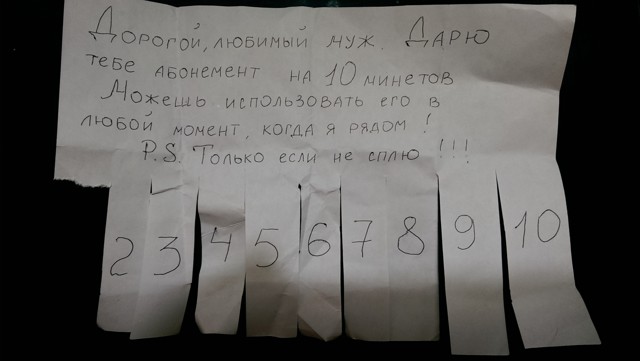 Дорогой, любимый муж. Дарю
тебе абонемент на 10 минетов
Можешь использовать его в
любой момент, когда я рядом!
P.S. Только если не сплю!!!
2 3 4 5 6 7 8 9 10